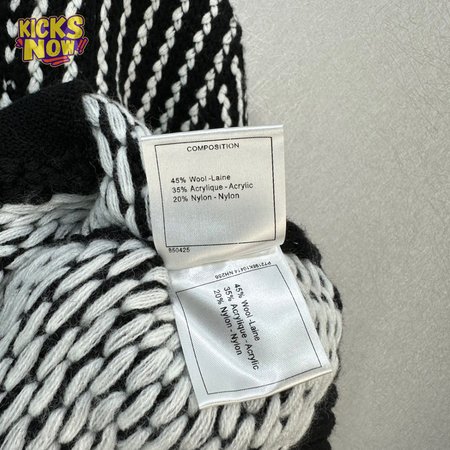 KICKS
NOW!
COMPOSITION
45% Wool -Laine
35% Acrylique - Acrylic
20% Nylon - Nylon
850425
45% Wool -Laine
35% Acrylique - Acrylic
20% Nylon - Nylon